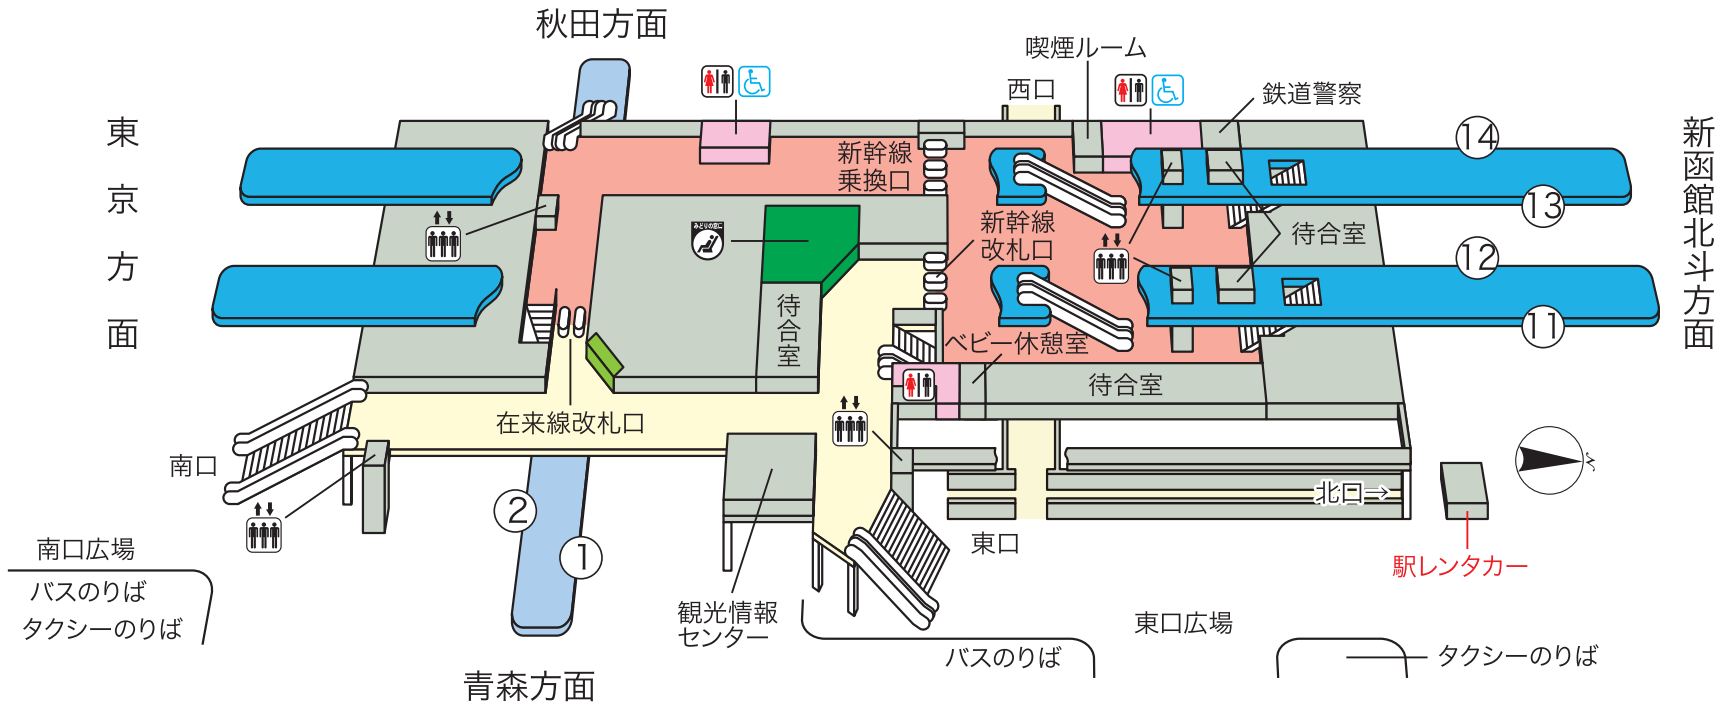 秋田方面
喫煙ルーム
西口
鉄道警察
東京方面
新函館北斗方面
14
13
12
11
新幹線
乗換口
新幹線
改札口
待合室
みどりの窓口
待合室
ベビー休憩室
待合室
在来線改札口
南口
北口→
2
1
東口
南口広場
バスのりば
タクシーのりば
観光情報
センター
駅レンタカー
東口広場
バスのりば
タクシーのりば
青森方面